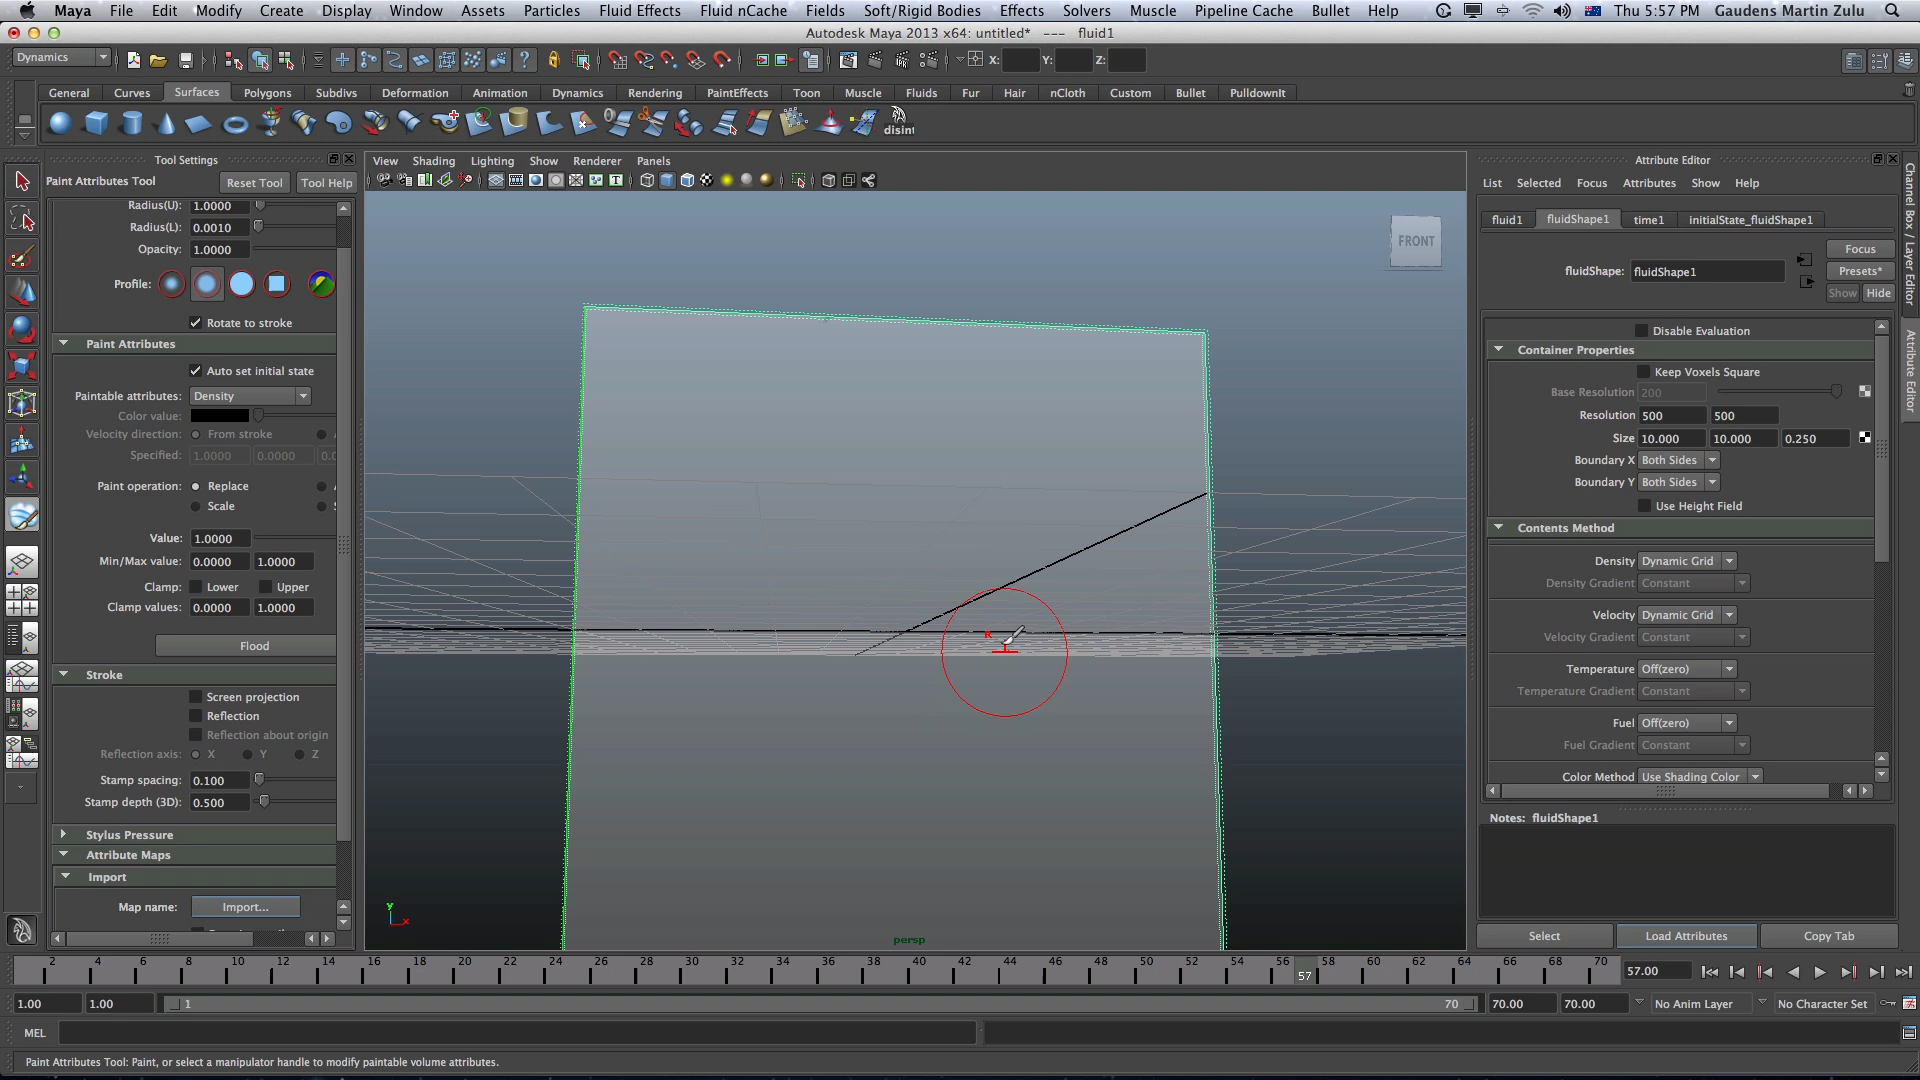 Maya File Edit Modify Create Display Window Assets Particles Fluid Effects Fluid nCache Fields Soft/Rigid Bodies Effects Solvers Muscle Pipeline Cache Bullet Help Thu 5:57 PM Gaudens Martin Zulu
Autodesk Maya 2013 x64: untitled* --- fluid1
Dynamics X: Y: Z:
General Curves Surfaces Polygons Subdivs Deformation Animation Dynamics Rendering PaintEffects Toon Muscle Fluids Fur Hair nCloth Custom Bullet PulldownIt
disint
Tool Settings
Paint Attributes Tool Reset Tool Tool Help
Radius(U): 1.0000
Radius(L): 0.0010
Opacity: 1.0000
Profile:
Rotate to stroke
Paint Attributes
Auto set initial state
Paintable attributes: Density
Color value:
Velocity direction: From stroke
Specified: 1.0000 0.0000 0.0
Paint operation: Replace
Scale
Value: 1.0000
Min/Max value: 0.0000 1.0000
Clamp: Lower Upper
Clamp values: 0.0000 1.0000
Flood
Stroke
Screen projection
Reflection
Reflection about origin
Reflection axis: X Y Z
Stamp spacing: 0.100
Stamp depth (3D): 0.500
Stylus Pressure
Attribute Maps
Import
Map name: Import...
View Shading Lighting Show Renderer Panels
FRONT
R
y
x
persp
Attribute Editor
List Selected Focus Attributes Show Help
fluid1 fluidShape1 time1 initialState_fluidShape1
Focus
fluidShape: fluidShape1 Presets*
Show Hide
Disable Evaluation
Container Properties
Keep Voxels Square
Base Resolution 200
Resolution 500 500
Size 10.000 10.000 0.250
Boundary X Both Sides
Boundary Y Both Sides
Use Height Field
Contents Method
Density Dynamic Grid
Density Gradient Constant
Velocity Dynamic Grid
Velocity Gradient Constant
Temperature Off(zero)
Temperature Gradient Constant
Fuel Off(zero)
Fuel Gradient Constant
Color Method Use Shading Color
Notes: fluidShape1
Select Load Attributes Copy Tab
Channel Box / Layer Editor
Attribute Editor
2 4 6 8 10 12 14 16 18 20 22 24 26 28 30 32 34 36 38 40 42 44 46 48 50 52 54 56 57 58 60 62 64 66 68 70 57.00
1.00 1.00 1 70 70.00 70.00 No Anim Layer No Character Set
MEL
Paint Attributes Tool: Paint, or select a manipulator handle to modify paintable volume attributes.